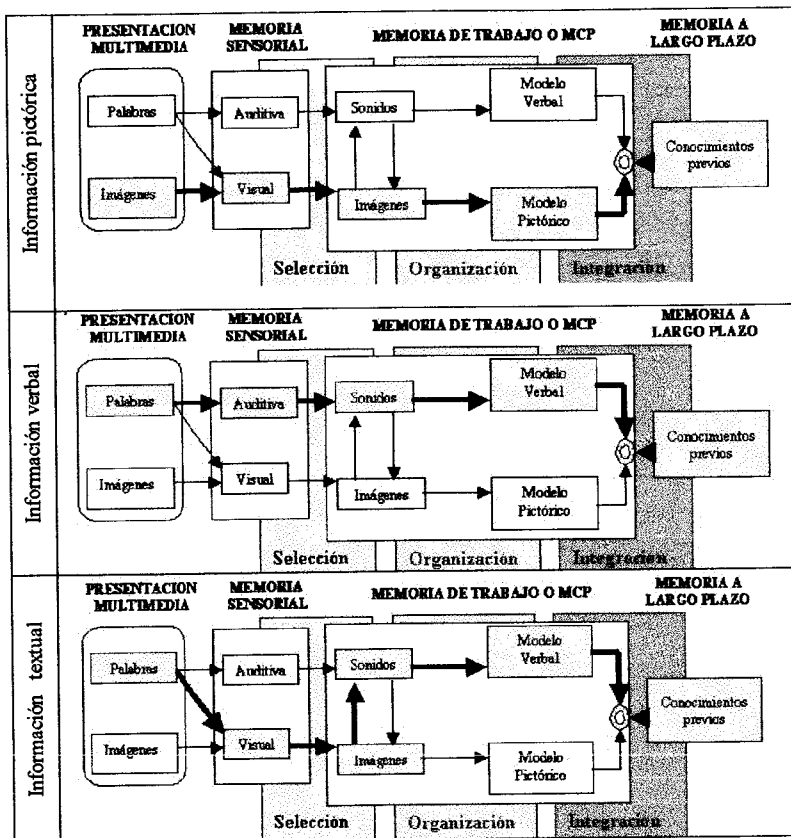 Información pictórica
PRESENTACION
MULTIMEDIA
MEMORIA
SENSORIAL
MEMORIA DE TRABAJO O MCP
MEMORIA A
LARGO PLAZO
Palabras
Imágenes
Auditiva
Visual
Sonidos
Imágenes
Modelo
Verbal
Modelo
Pictórico
Conocimientos
previos
Selección
Organización
Integración
Información verbal
PRESENTACION
MULTIMEDIA
MEMORIA
SENSORIAL
MEMORIA DE TRABAJO O MCP
MEMORIA A
LARGO PLAZO
Palabras
Imágenes
Auditiva
Visual
Sonidos
Imágenes
Modelo
Verbal
Modelo
Pictórico
Conocimientos
previos
Selección
Organización
Integración
Información textual
PRESENTACION
MULTIMEDIA
MEMORIA
SENSORIAL
MEMORIA DE TRABAJO O MCP
MEMORIA A
LARGO PLAZO
Palabras
Imágenes
Auditiva
Visual
Sonidos
Imágenes
Modelo
Verbal
Modelo
Pictórico
Conocimientos
previos
Selección
Organización
Integración